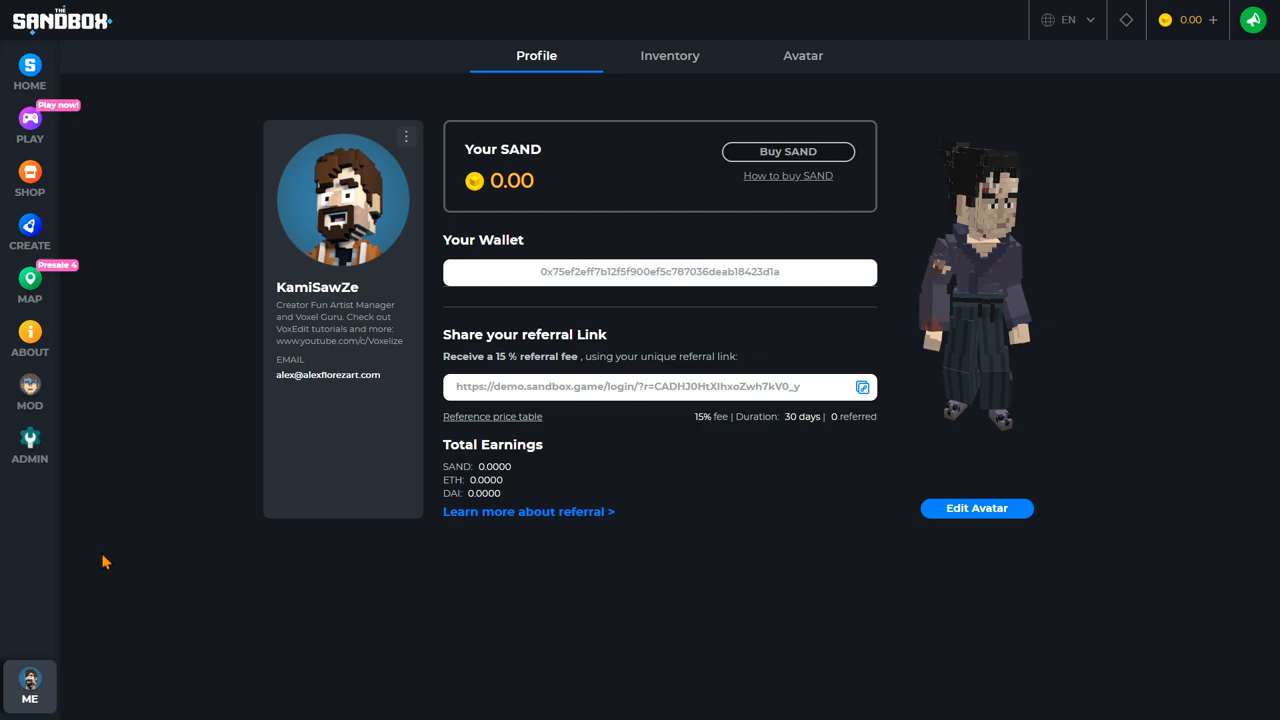 THE
SANDBOX
EN
0.00 +
Profile
Inventory
Avatar
HOME
Play now!
PLAY
SHOP
CREATE
Presale 4
MAP
ABOUT
MOD
ADMIN
ME
KamiSawZe
Creator Fun Artist Manager
and Voxel Guru. Check out
VoxEdit tutorials and more:
www.youtube.com/c/Voxelize
EMAIL
alex@alexflorezart.com
Your SAND
0.00
Buy SAND
How to buy SAND
Your Wallet
0x75ef2eff7b12f5f900ef5c787036deab18423d1a
Share your referral Link
Receive a 15 % referral fee , using your unique referral link:
https://demo.sandbox.game/login/?r=CADHJ0HtXIhxoZwh7kV0_y
Reference price table
15% fee | Duration: 30 days | 0 referred
Total Earnings
SAND: 0.0000
ETH: 0.0000
DAI: 0.0000
Learn more about referral >
Edit Avatar